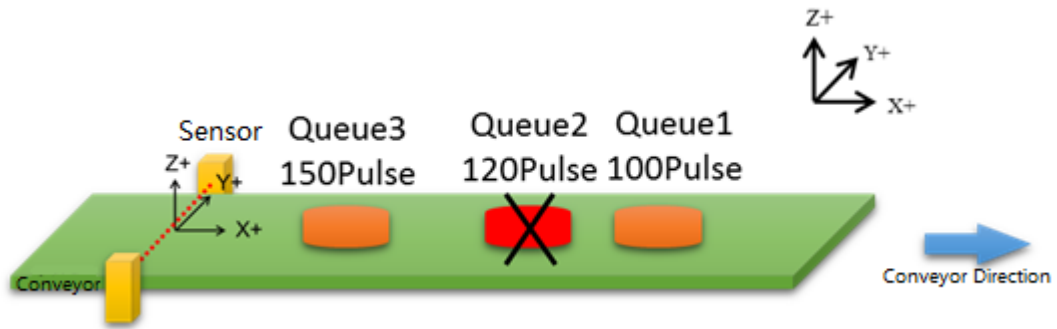 Z+
Y+
X+
Sensor
Queue3
150Pulse
Queue2
120Pulse
Queue1
100Pulse
Z+
Y+
X+
Conveyor
Conveyor Direction